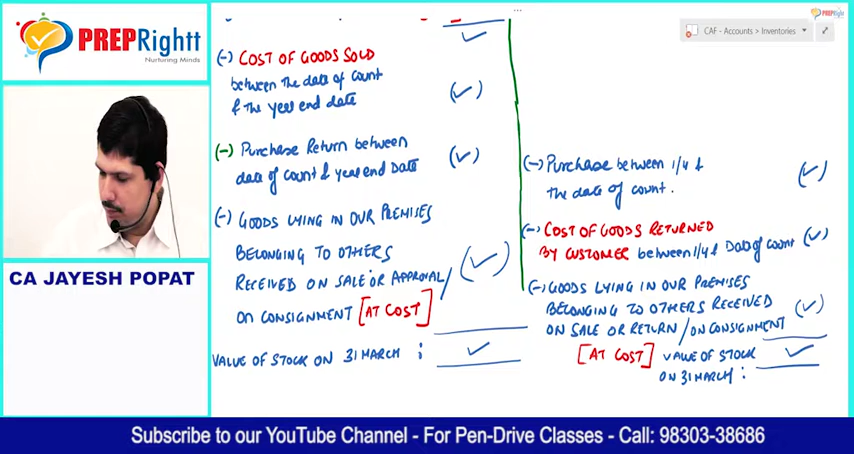 PREPRightt
Nurturing Minds
CA JAYESH POPAT
(-) COST OF GOODS SOLD
between the date of count
& the year end date
(-) Purchase Return between
date of count & year end Date
(-) GOODS LYING IN OUR PREMISES
BELONGING TO OTHERS
RECEIVED ON SALE OR APPROVAL/
ON CONSIGNMENT [AT COST]
VALUE OF STOCK ON 31 MARCH :
CAF - Accounts > Inventories
(-) Purchase between 1/4 &
the date of count.
(-) COST OF GOODS RETURNED
BY CUSTOMER between 1/4 & Date of count
(-) GOODS LYING IN OUR PREMISES
BELONGING TO OTHERS RECEIVED
ON SALE OR RETURN / ON CONSIGNMENT
[AT COST] VALUE OF STOCK
ON 31 MARCH :
Subscribe to our YouTube Channel - For Pen-Drive Classes - Call: 98303-38686